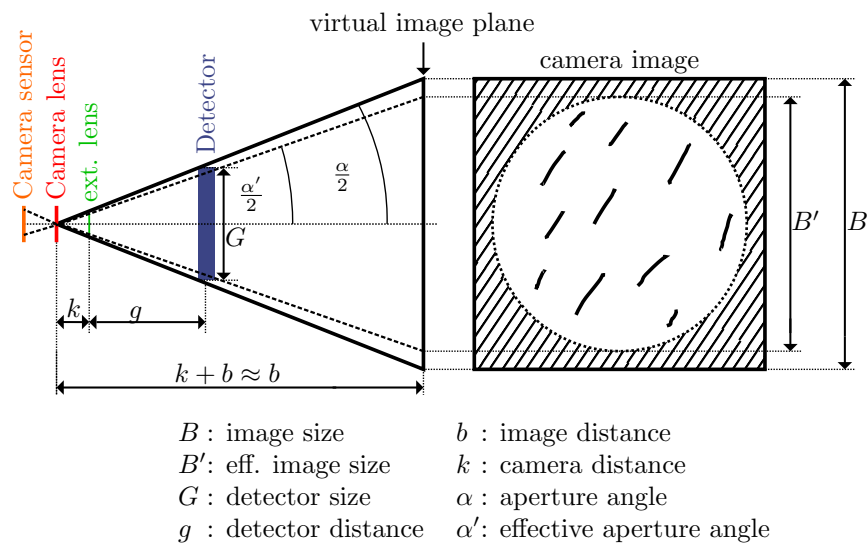 virtual image plane
camera image
Camera sensor
Camera lens
ext. lens
Detector
α′/2
α/2
G
B′
B
k
g
k + b ≈ b
B : image size
B′: eff. image size
G : detector size
g : detector distance
b : image distance
k : camera distance
α : aperture angle
α′: effective aperture angle